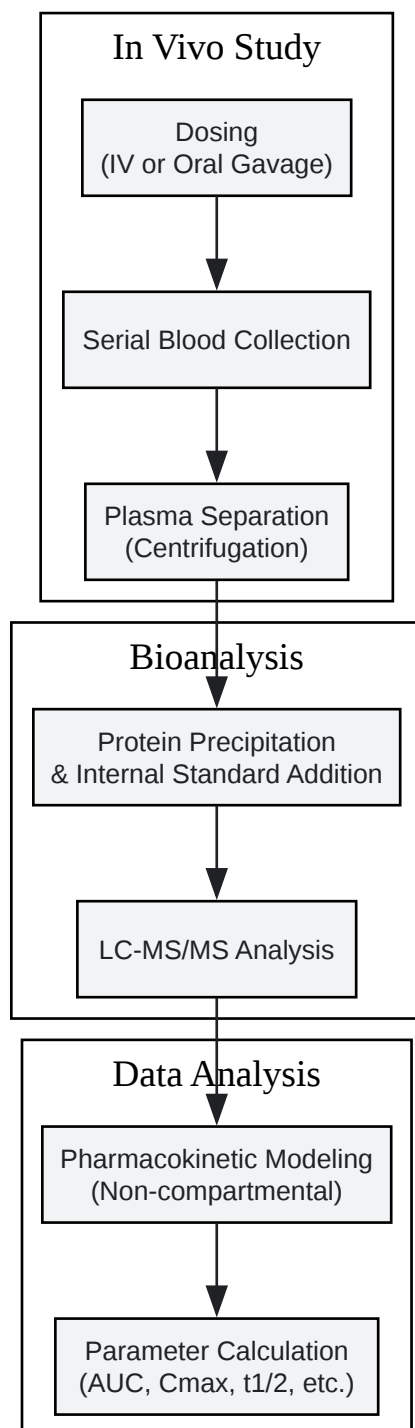 In Vivo Study
Dosing
(IV or Oral Gavage)
Serial Blood Collection
Plasma Separation
(Centrifugation)
Bioanalysis
Protein Precipitation
& Internal Standard Addition
LC-MS/MS Analysis
Data Analysis
Pharmacokinetic Modeling
(Non-compartmental)
Parameter Calculation
(AUC, Cmax, t1/2, etc.)